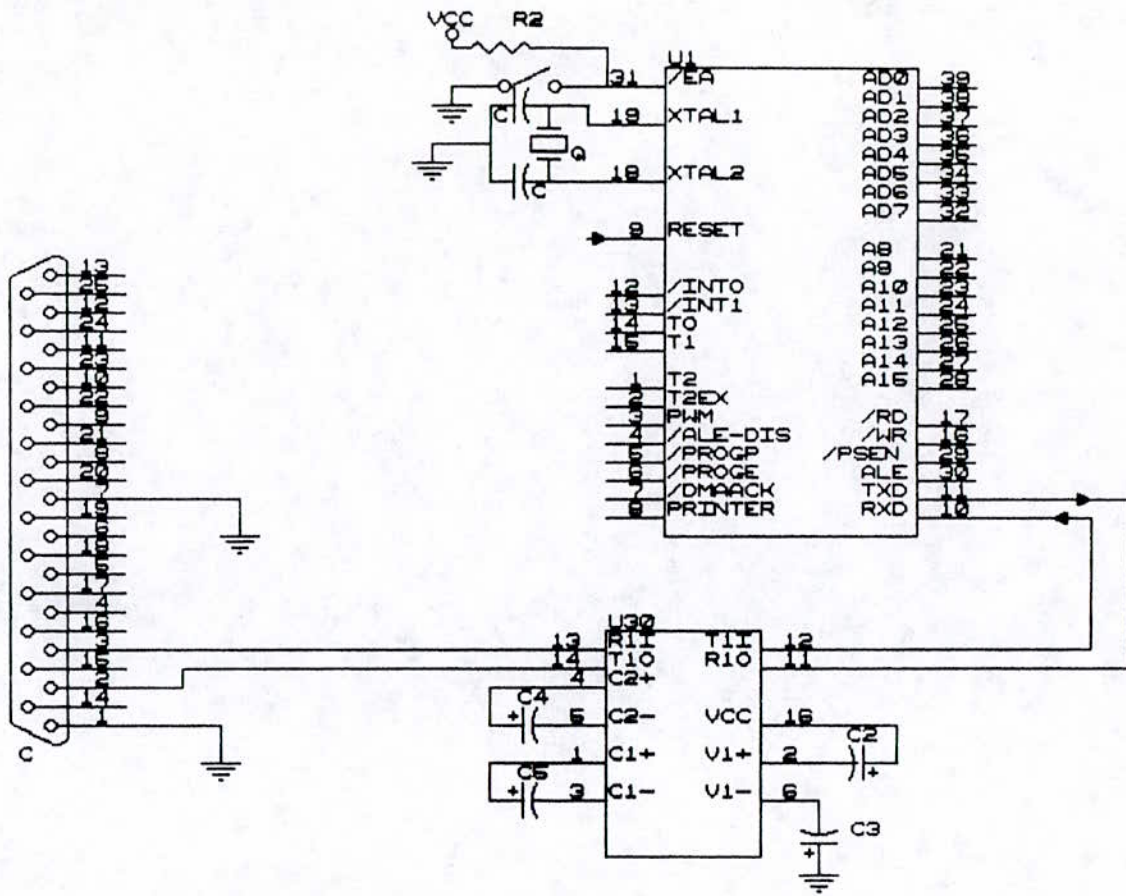 VCC
R2
U1
31 /EA
C
19 XTAL1
Q
18 XTAL2
C
9 RESET
12 /INT0
13 /INT1
14 T0
15 T1
1 T2
2 T2EX
3 PWM
4 /ALE-DIS
5 /PROGP
6 /PROGE
7 /DMAACK
8 PRINTER
AD0 39
AD1 38
AD2 37
AD3 36
AD4 35
AD5 34
AD6 33
AD7 32
A8 21
A9 22
A10 23
A11 24
A12 25
A13 26
A14 27
A15 28
/RD 17
/WR 16
/PSEN 29
ALE 30
TXD 11
RXD 10
13
25
12
24
11
23
10
22
9
21
8
20
7
19
6
18
5
17
4
16
3
15
2
14
1
C
U30
13 R1I
14 T1O
4 C2+
5 C2-
1 C1+
3 C1-
T1I 12
R1O 11
VCC 16
V1+ 2
V1- 6
C4 +
C5 +
C2 +
C3 +